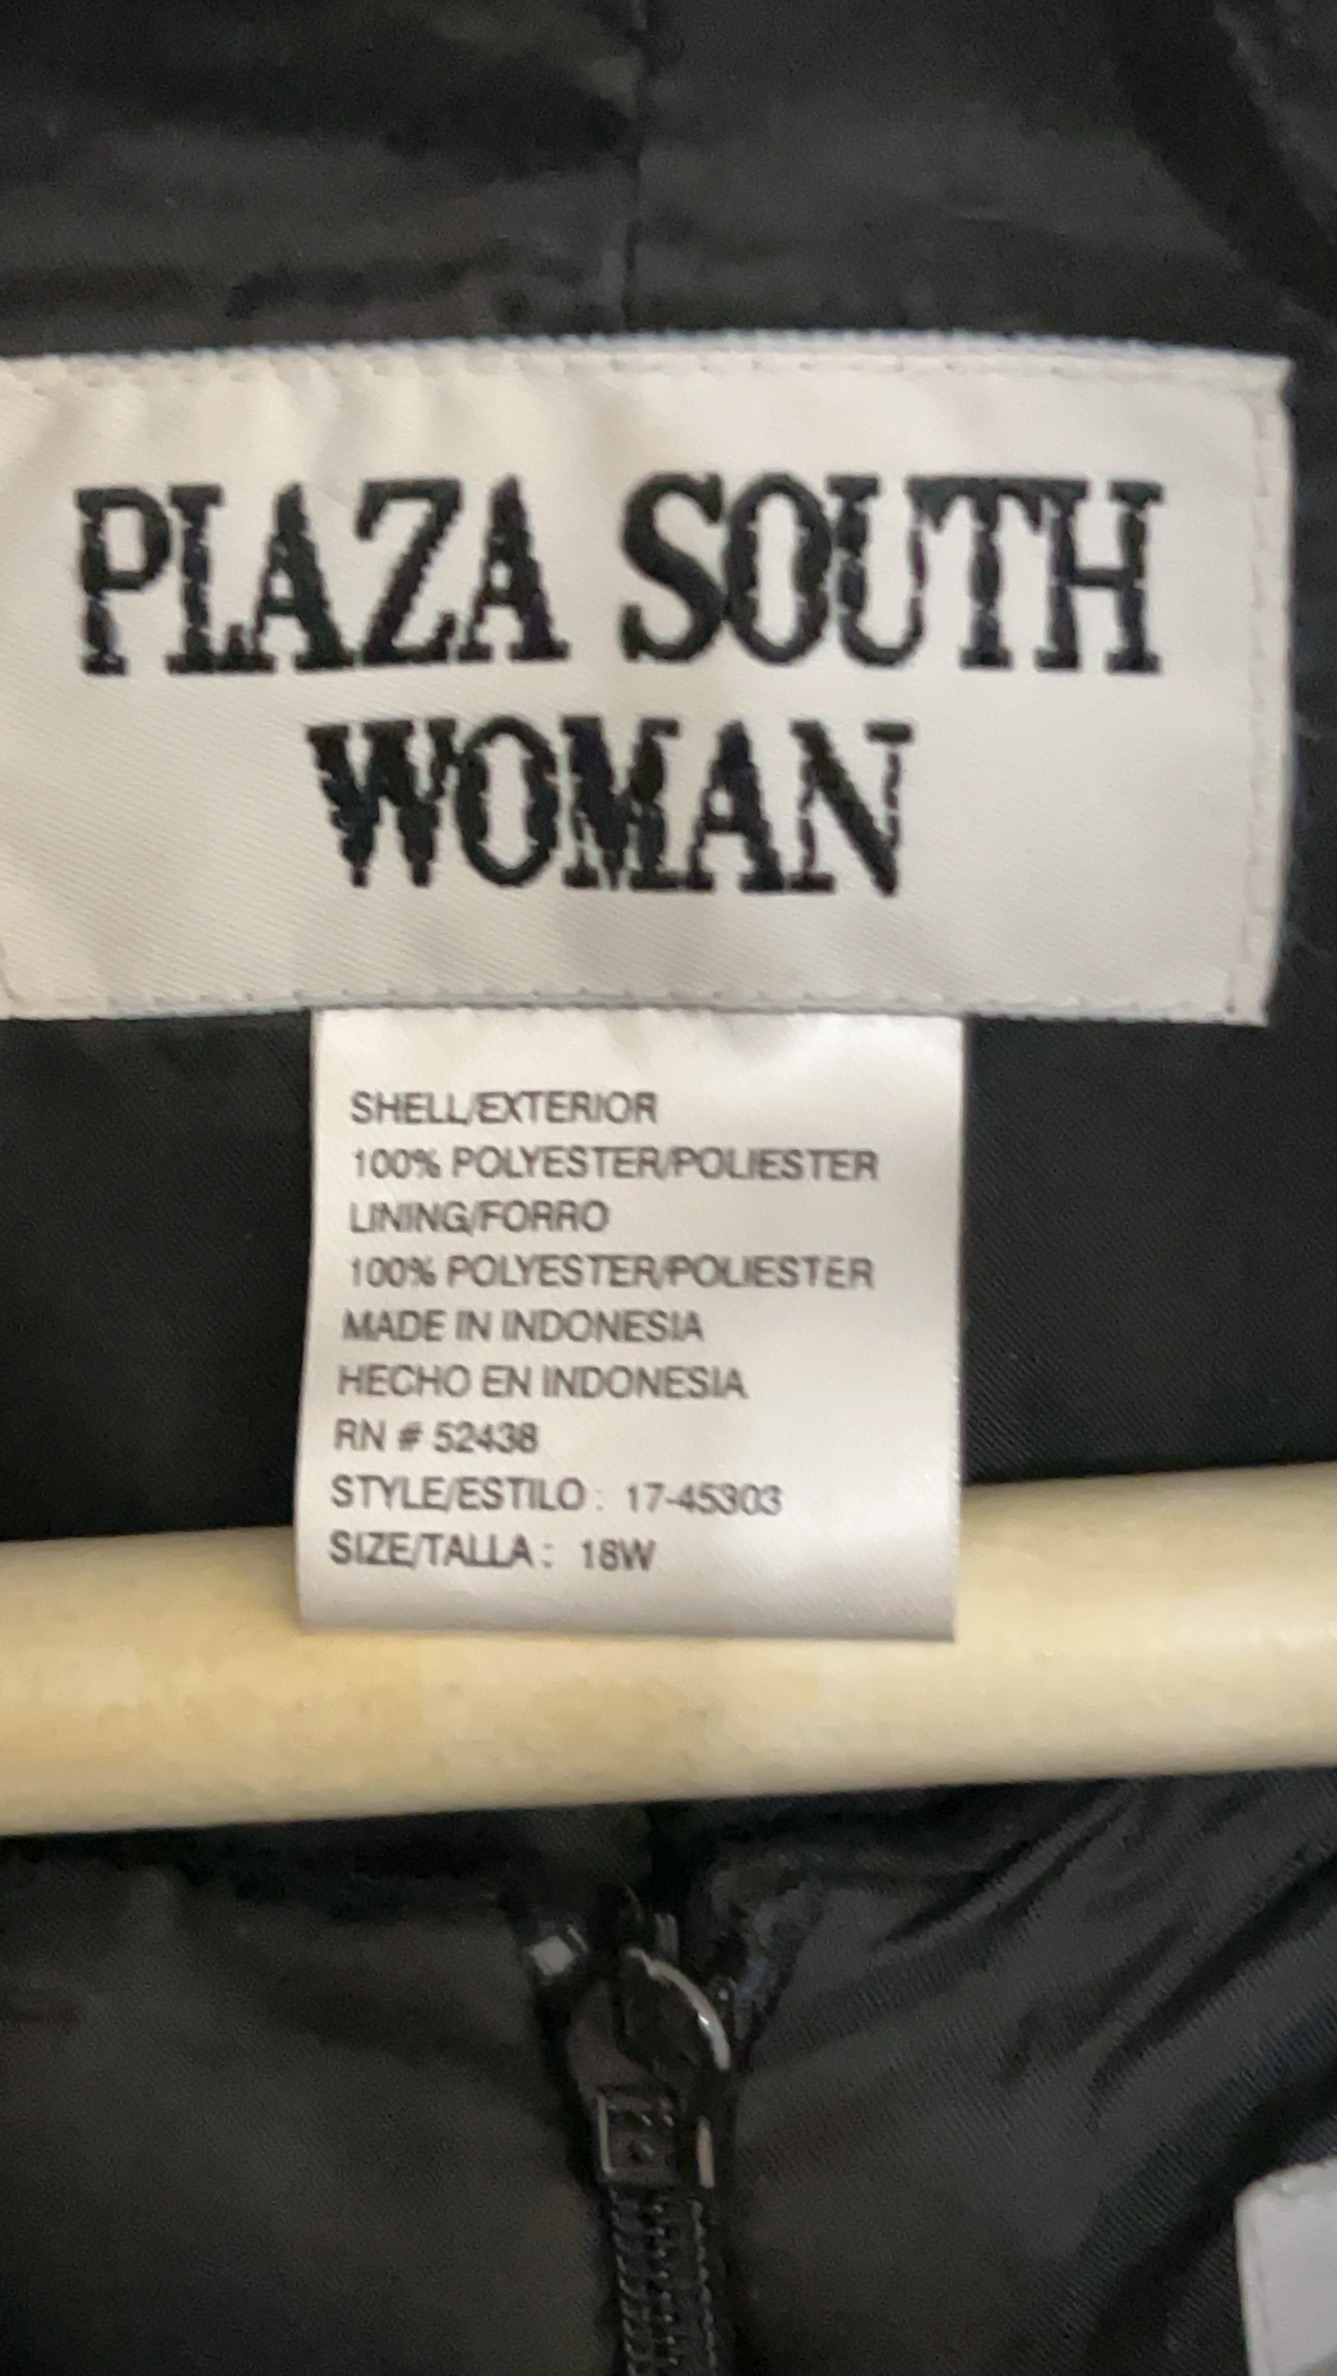 PLAZA SOUTH
WOMAN
SHELL/EXTERIOR
100% POLYESTER/POLIESTER
LINING/FORRO
100% POLYESTER/POLIESTER
MADE IN INDONESIA
HECHO EN INDONESIA
RN # 52438
STYLE/ESTILO : 17-45303
SIZE/TALLA : 18W